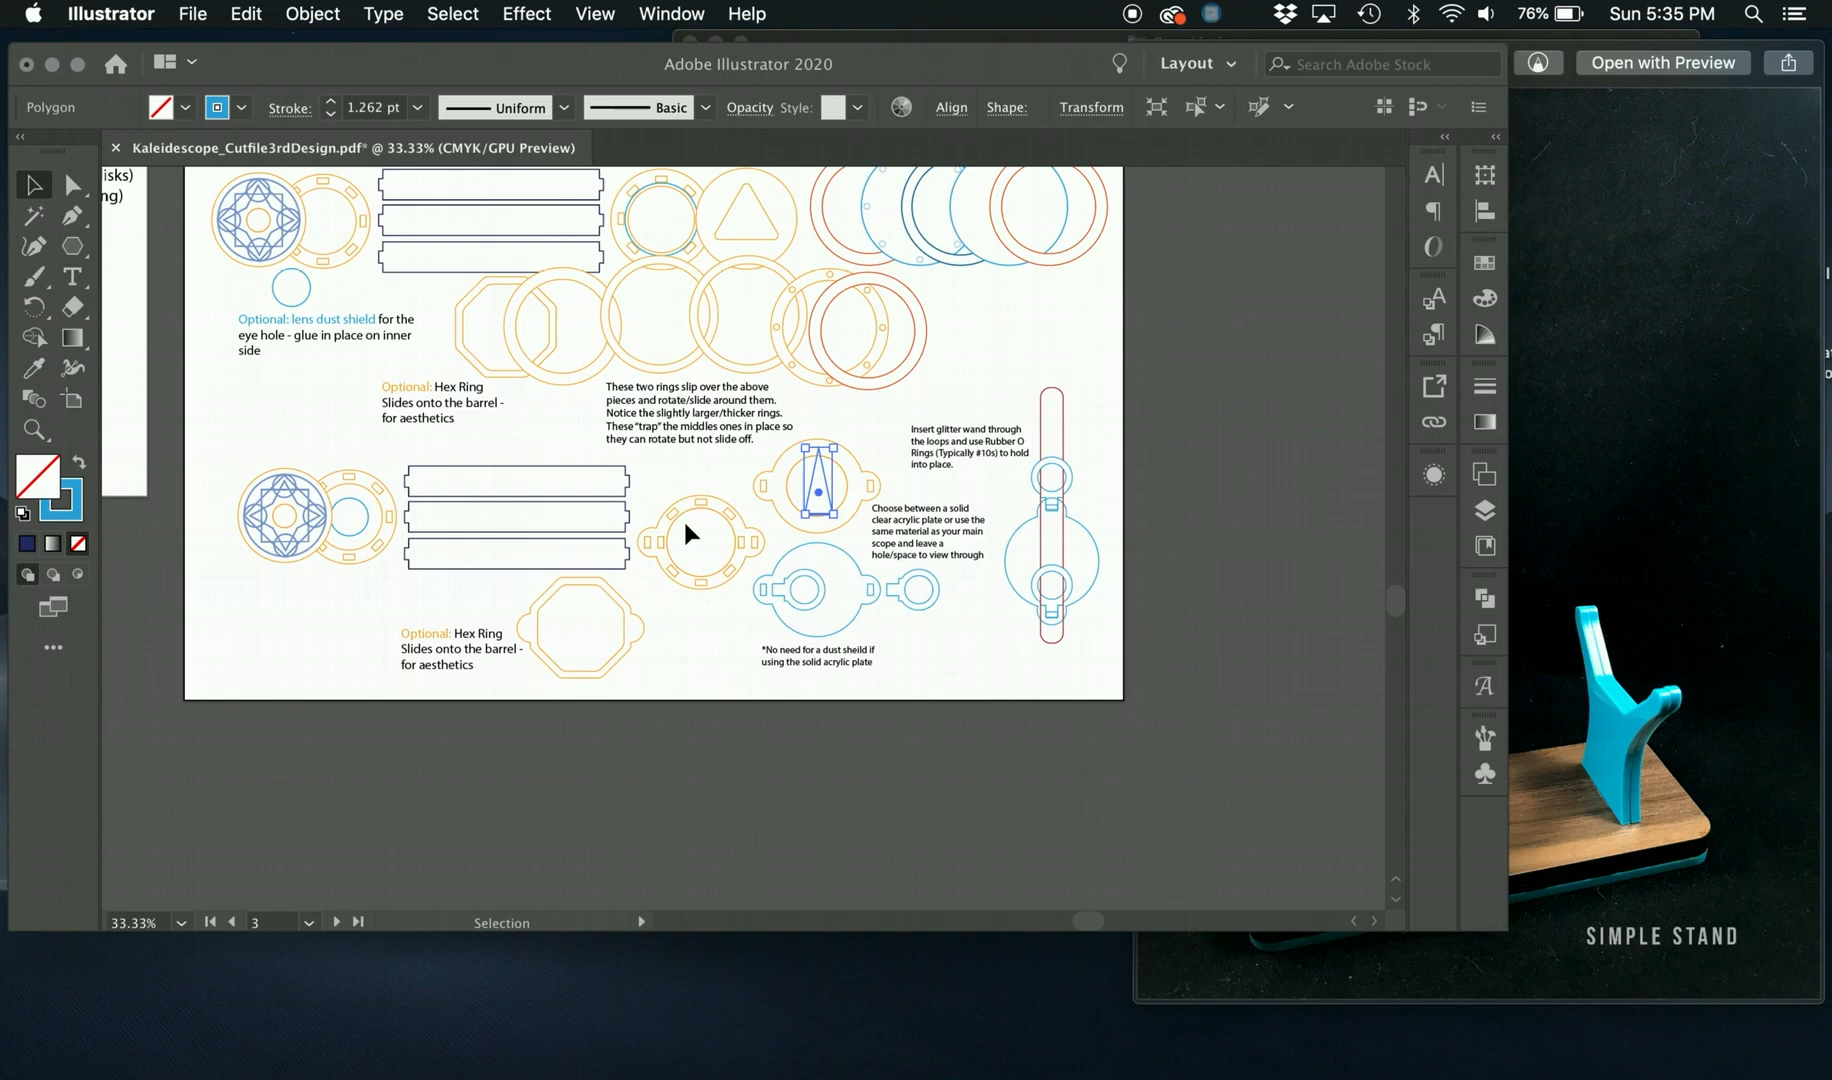 Illustrator File Edit Object Type Select Effect View Window Help
76% Sun 5:35 PM
Adobe Illustrator 2020
Layout
Search Adobe Stock
Open with Preview
Polygon
Stroke: 1.262 pt Uniform Basic Opacity Style: Align Shape: Transform
Kaleidescope_Cutfile3rdDesign.pdf* @ 33.33% (CMYK/GPU Preview)
isks)
ng)
Optional: lens dust shield for the
eye hole - glue in place on inner
side
Optional: Hex Ring
Slides onto the barrel -
for aesthetics
These two rings slip over the above
pieces and rotate/slide around them.
Notice the slightly larger/thicker rings.
These "trap" the middles ones in place so
they can rotate but not slide off.
Insert glitter wand through
the loops and use Rubber O
Rings (Typically #10s) to hold
into place.
Choose between a solid
clear acrylic plate or use the
same material as your main
scope and leave a
hole/space to view through
Optional: Hex Ring
Slides onto the barrel -
for aesthetics
*No need for a dust sheild if
using the solid acrylic plate
33.33% 3 Selection
SIMPLE STAND